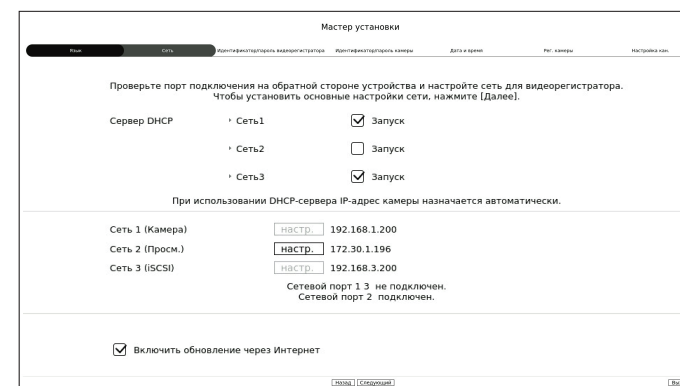 Мастер установки
Язык
Сеть
Идентификатор/пароль видеорегистратора
Идентификатор/пароль камеры
Дата и время
Рег. камеры
Настройка кан.
Проверьте порт подключения на обратной стороне устройства и настройте сеть для видеорегистратора.
Чтобы установить основные настройки сети, нажмите [Далее].
Сервер DHCP
Сеть1
Запуск
Сеть2
Запуск
Сеть3
Запуск
При использовании DHCP-сервера IP-адрес камеры назначается автоматически.
Сеть 1 (Камера) настр. 192.168.1.200
Сеть 2 (Просм.) настр. 172.30.1.196
Сеть 3 (iSCSI) настр. 192.168.3.200
Сетевой порт 1 3 не подключен.
Сетевой порт 2 подключен.
Включить обновление через Интернет
Назад
Следующий